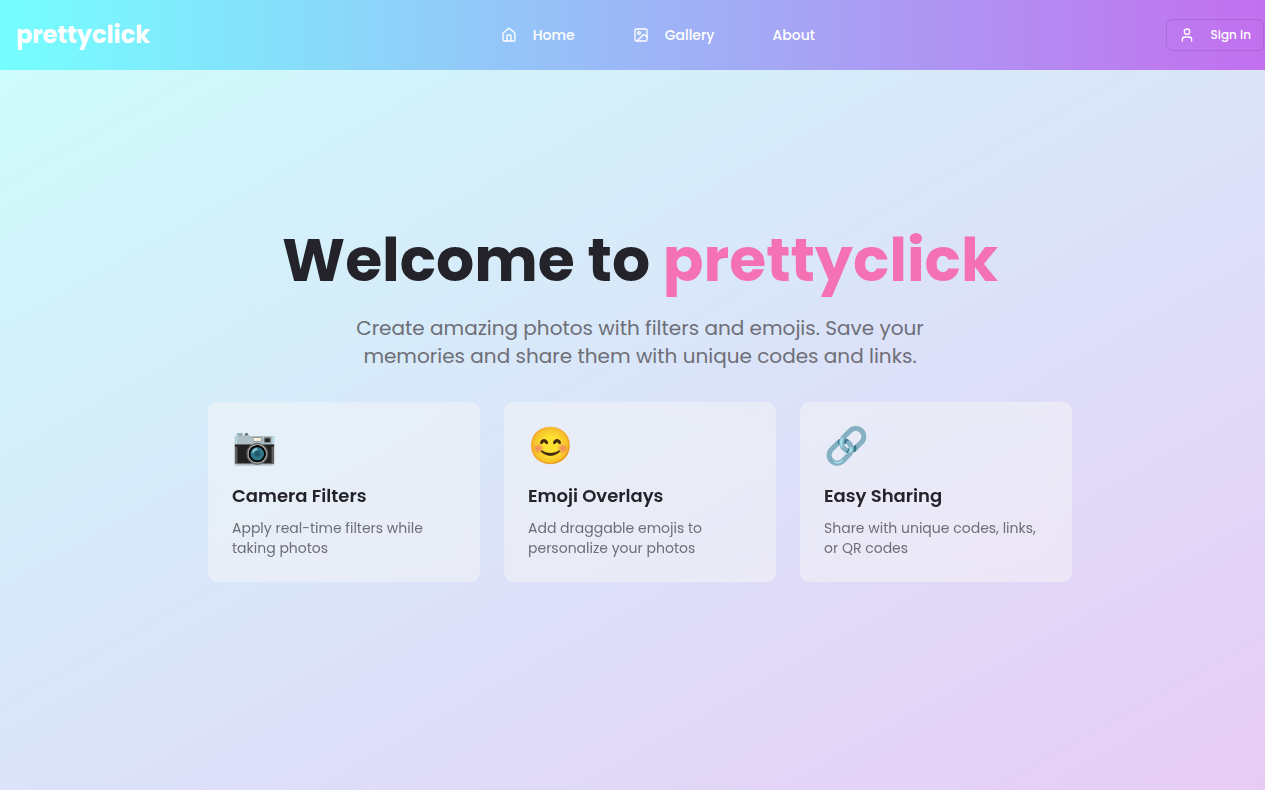 prettyclick
Home
Gallery
About
Sign In
Welcome to prettyclick
Create amazing photos with filters and emojis. Save your
memories and share them with unique codes and links.
Camera Filters
Apply real-time filters while
taking photos
Emoji Overlays
Add draggable emojis to
personalize your photos
Easy Sharing
Share with unique codes, links,
or QR codes